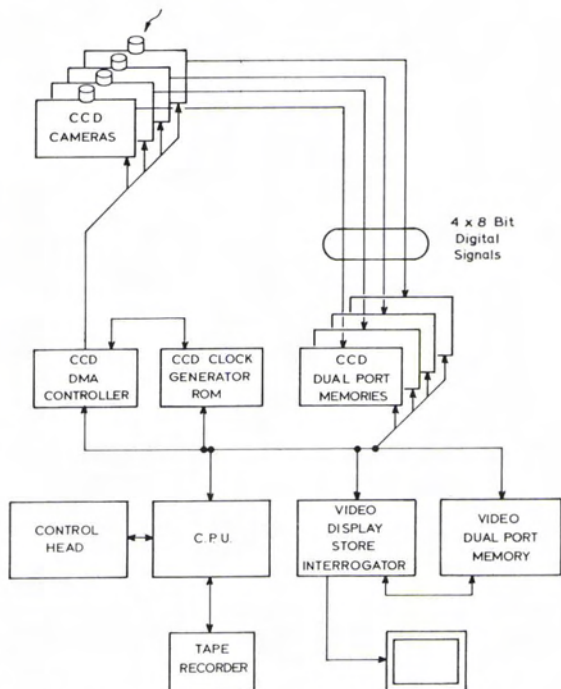 CCD
CAMERAS
4 x 8 Bit
Digital
Signals
CCD
DMA
CONTROLLER
CCD CLOCK
GENERATOR
ROM
CCD
DUAL PORT
MEMORIES
CONTROL
HEAD
C.P.U.
VIDEO
DISPLAY
STORE
INTERROGATOR
VIDEO
DUAL PORT
MEMORY
TAPE
RECORDER